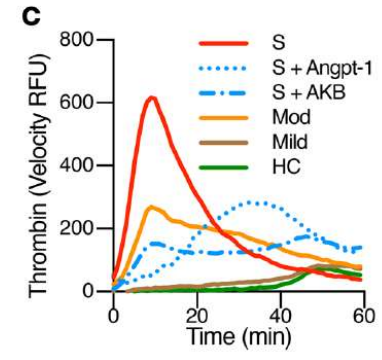 C
800
600
400
200
0
Thrombin (Velocity RFU)
S
S + Angpt-1
S + AKB
Mod
Mild
HC
0 20 40 60
Time (min)